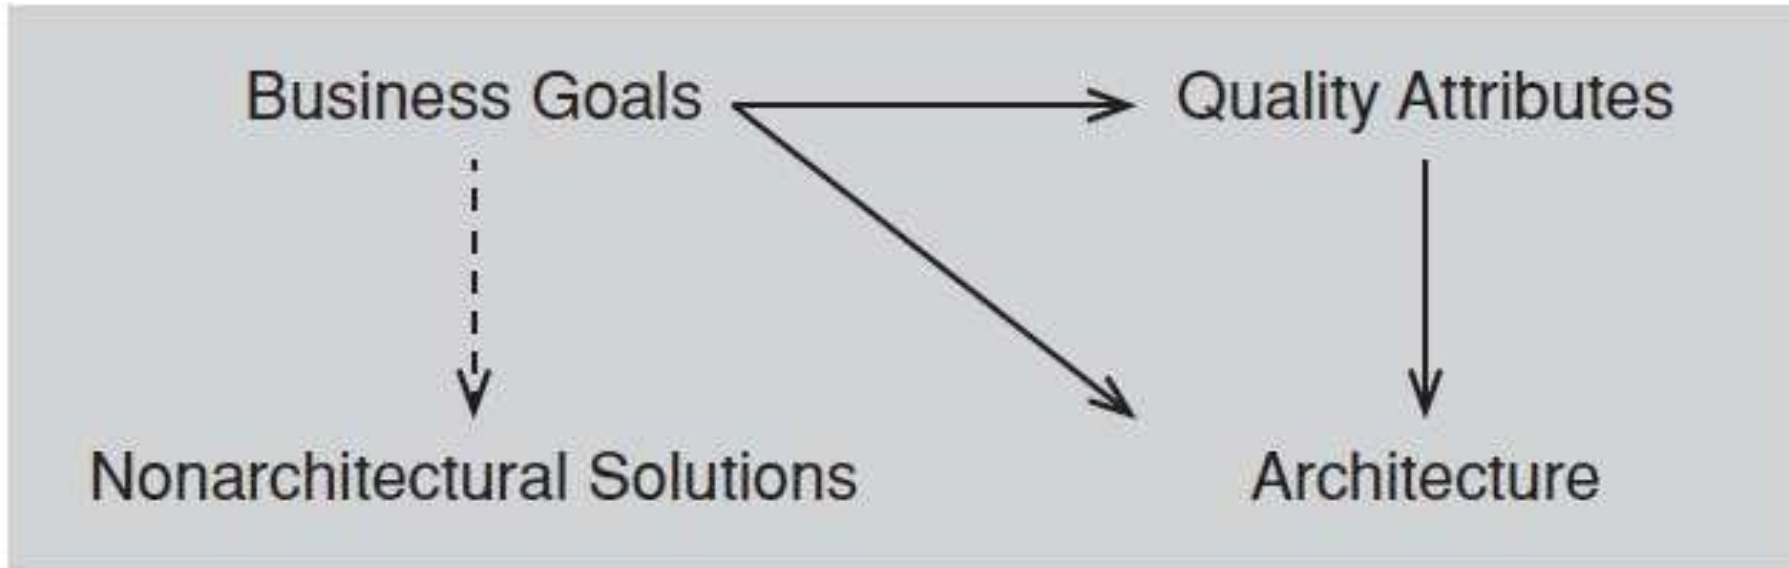 Business Goals
Quality Attributes
Nonarchitectural Solutions
Architecture